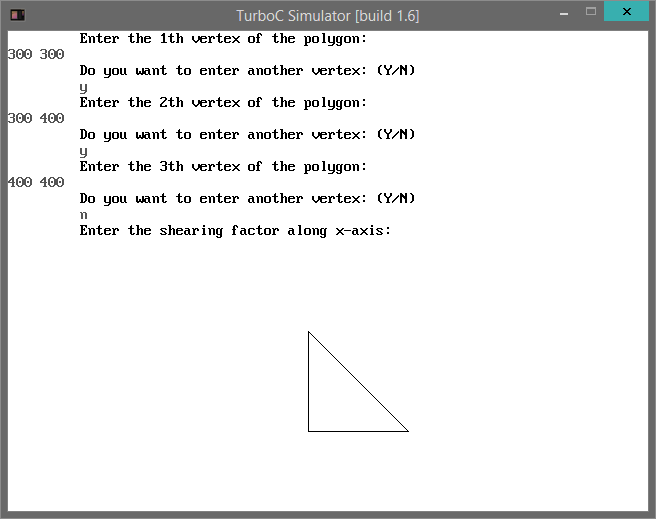 TurboC Simulator [build 1.6]
Enter the 1th vertex of the polygon:
300 300
Do you want to enter another vertex: (Y/N)
y
Enter the 2th vertex of the polygon:
300 400
Do you want to enter another vertex: (Y/N)
y
Enter the 3th vertex of the polygon:
400 400
Do you want to enter another vertex: (Y/N)
n
Enter the shearing factor along x-axis: